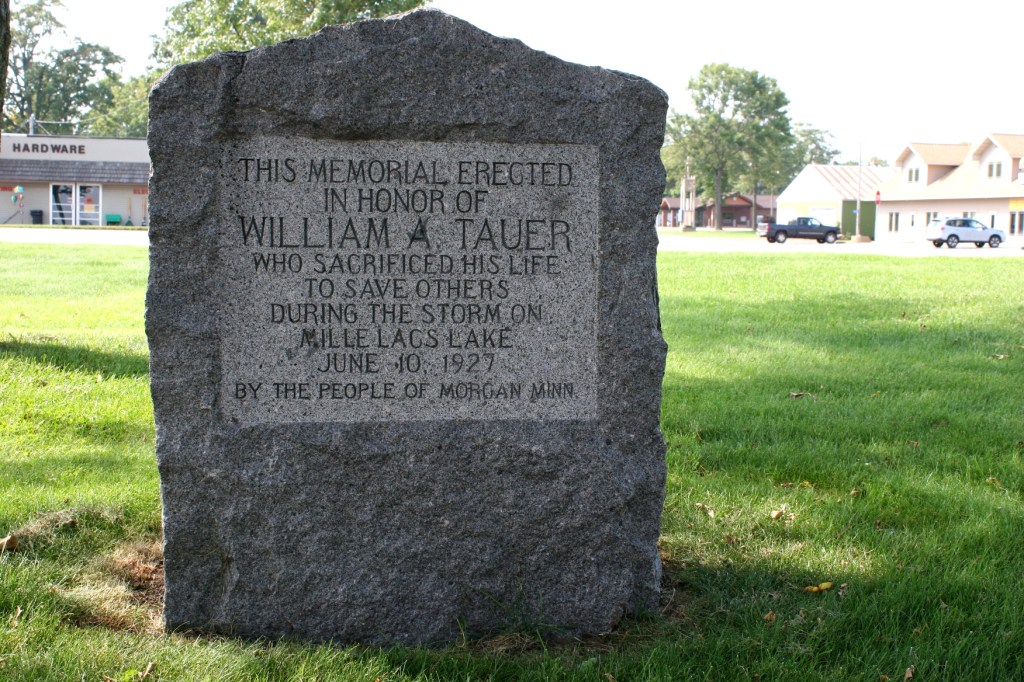 HARDWARE
THIS MEMORIAL ERECTED
IN HONOR OF
WILLIAM A. TAUER
WHO SACRIFICED HIS LIFE
TO SAVE OTHERS
DURING THE STORM ON
MILLE LACS LAKE
JUNE 10, 1927
BY THE PEOPLE OF MORGAN MINN.